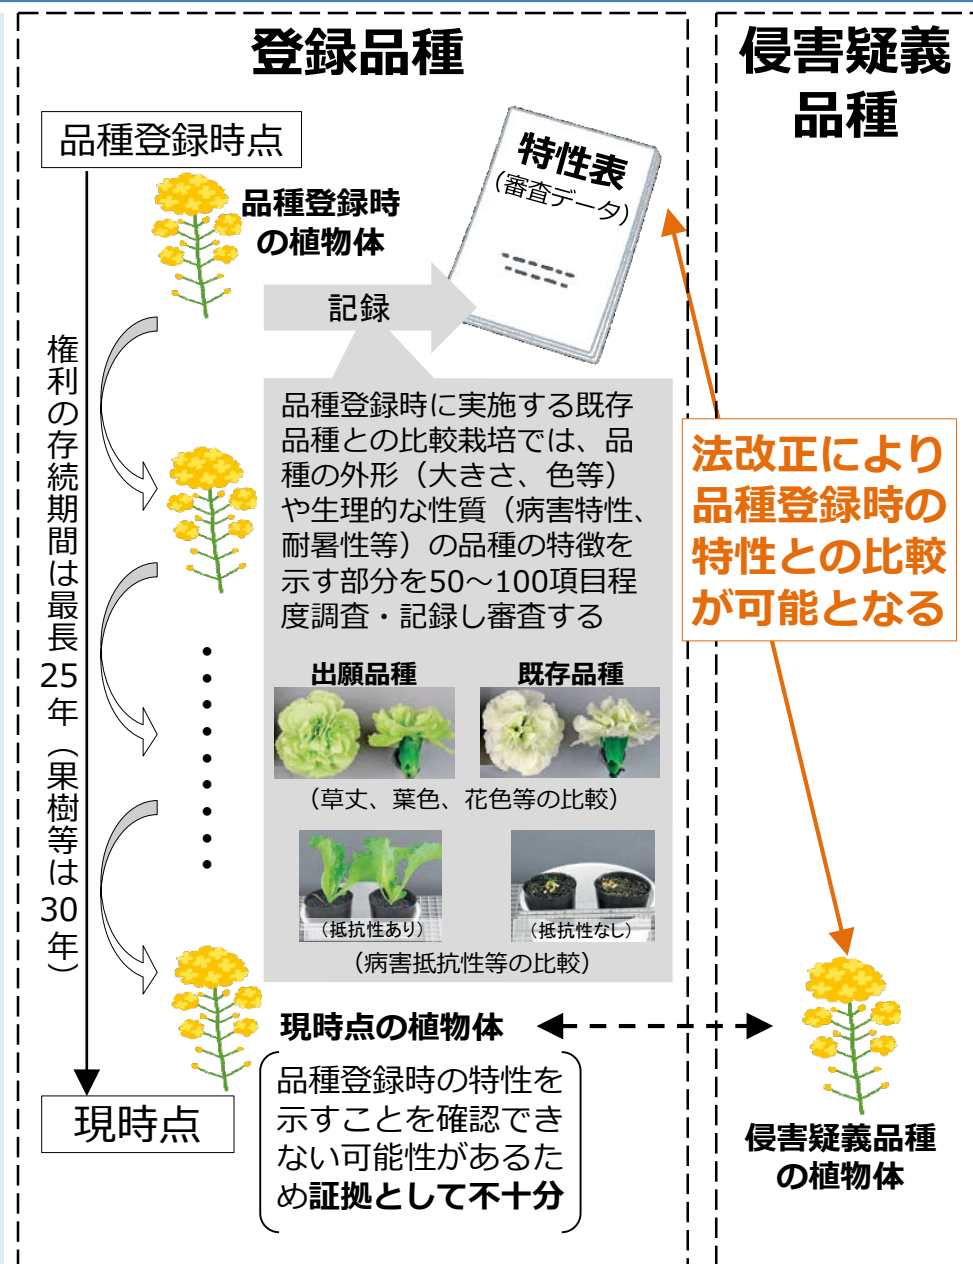 登録品種
侵害疑義
品種
品種登録時点
品種登録時
の植物体
特性表
(審査データ)
記録
権利の存続期間は最長25年（果樹等は30年）
品種登録時に実施する既存
品種との比較栽培では、品
種の外形（大きさ、色等）
や生理的な性質（病害特性、
耐暑性等）の品種の特徴を
示す部分を50～100項目程
度調査・記録し審査する
法改正により
品種登録時の
特性との比較
が可能となる
出願品種
既存品種
（草丈、葉色、花色等の比較）
（抵抗性あり）
（抵抗性なし）
（病害抵抗性等の比較）
現時点の植物体
品種登録時の特性を
示すことを確認でき
ない可能性があるた
め証拠として不十分
現時点
侵害疑義品種
の植物体